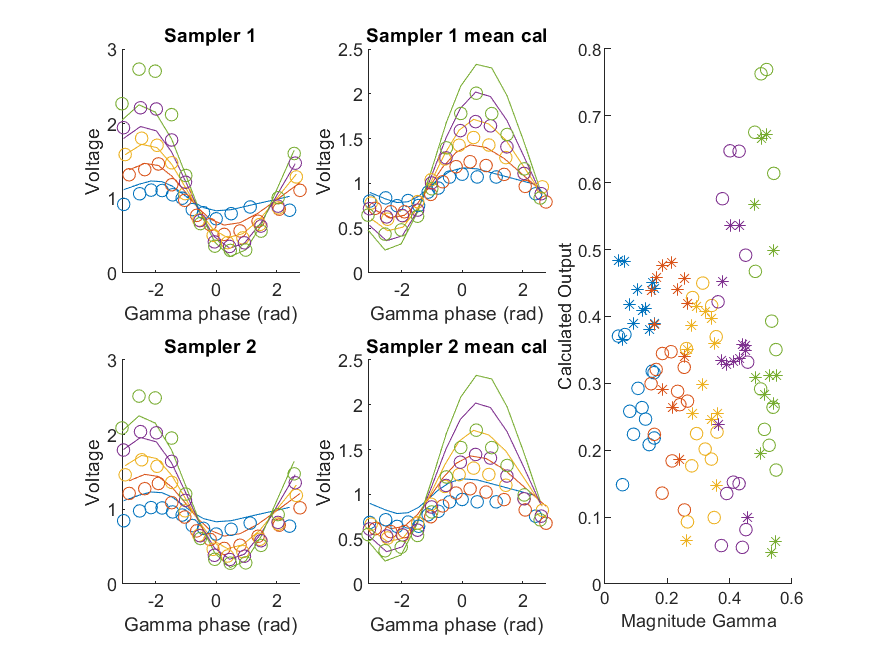 Sampler 1
3
2
1
0
Voltage
-2 0 2
Gamma phase (rad)
Sampler 1 mean cal
2.5
2
1.5
1
0.5
0
Voltage
-2 0 2
Gamma phase (rad)
Sampler 2
3
2
1
0
Voltage
-2 0 2
Gamma phase (rad)
Sampler 2 mean cal
2.5
2
1.5
1
0.5
0
Voltage
-2 0 2
Gamma phase (rad)
0.8
0.7
0.6
0.5
0.4
0.3
0.2
0.1
0
Calculated Output
0 0.2 0.4 0.6
Magnitude Gamma